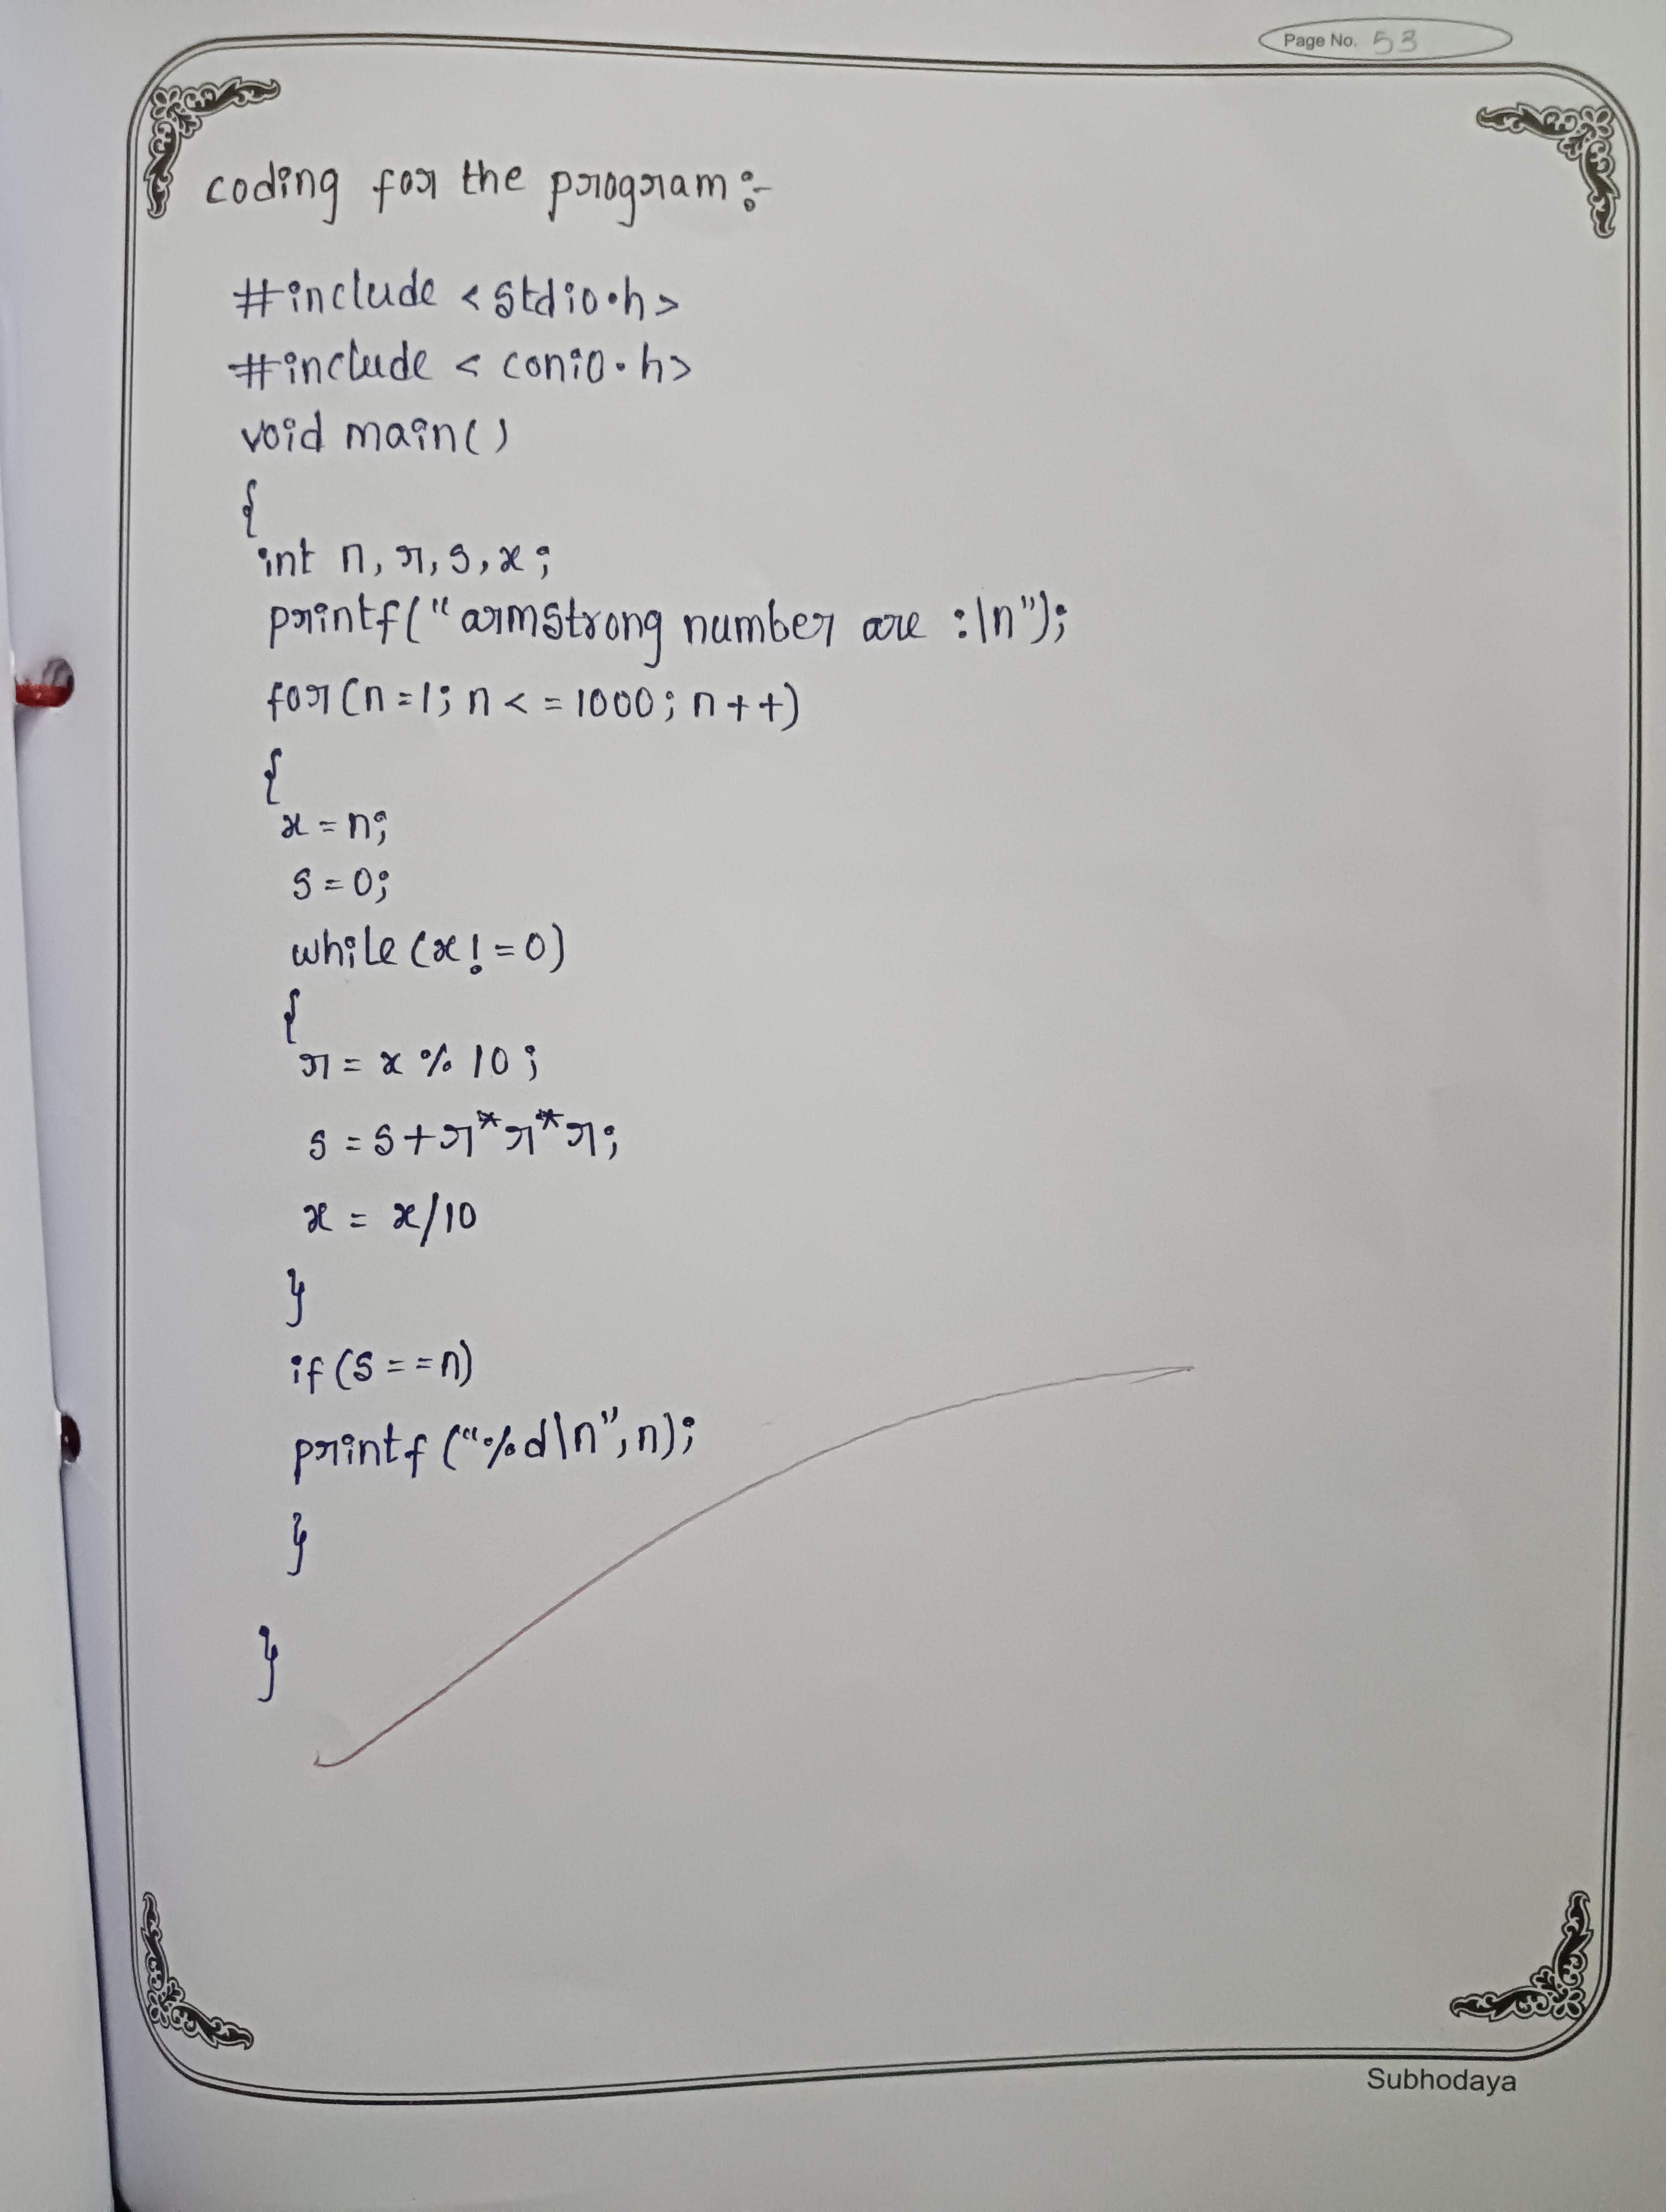 Page No. 53
coding for the program:-
#include <stdio.h>
#include < conio.h>
void main()
{
int n, r, s, x;
printf("armstrong number are :\n");
for(n=1; n < = 1000; n++)
{
x = n;
s = 0;
while (x! = 0)
{
r = x % 10;
s = s+r*r*r;
x = x/10
}
if (s = = n)
printf ("%d\n", n);
}
}
Subhodaya